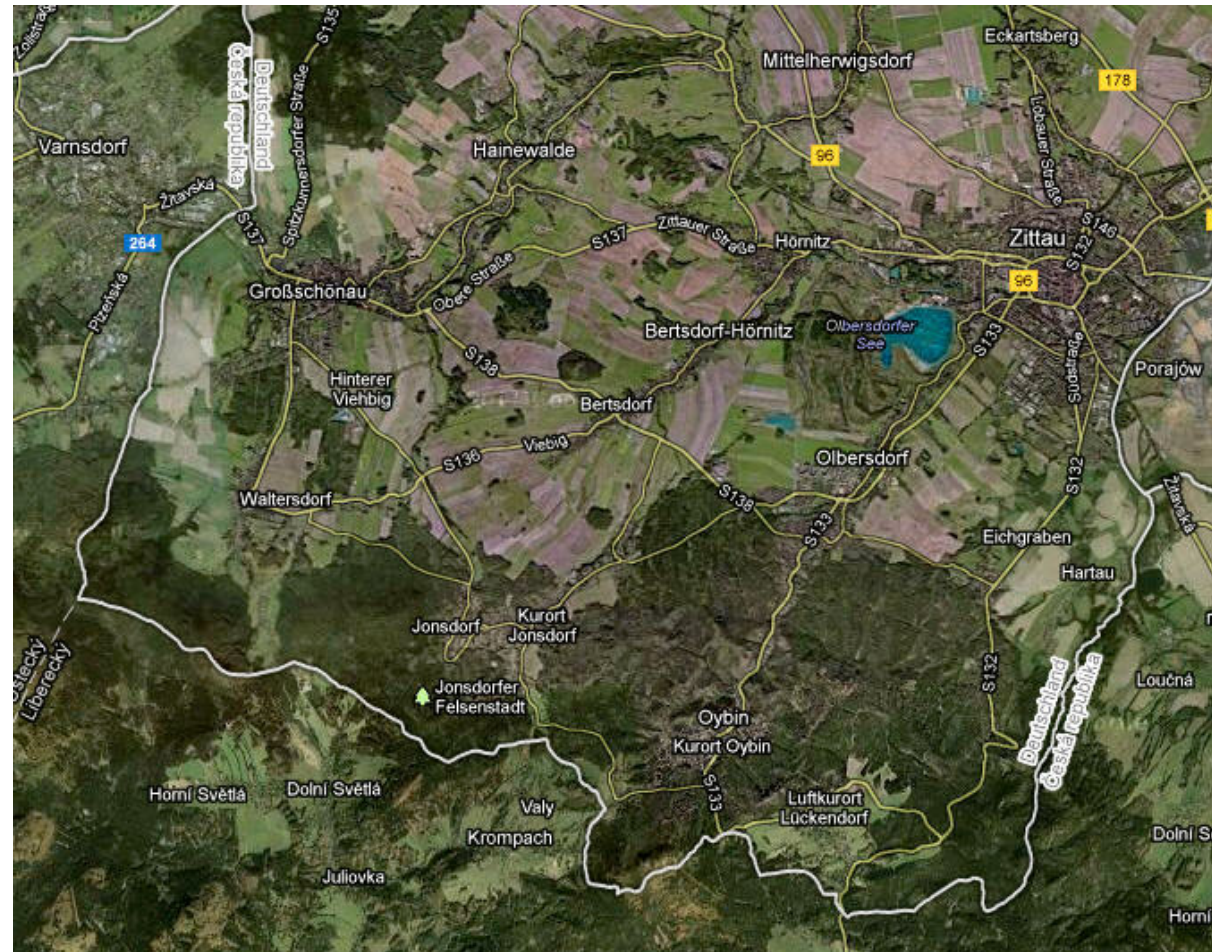 Zollstraße
S135
Eckartsberg
Mittelherwigsdorf
178
Deutschland
Česká republika
Löbauer Straße
Varnsdorf
Hainewalde
96
Spitzkunnersdorfer Straße
Žitavská
S137
264
Zittauer Straße
S137
Hörnitz
S146
Zittau
S132
96
Plzeňská
Großschönau
Obere Straße
Bertsdorf-Hörnitz
Olbersdorfer
See
S133
Südstraße
Porajów
S138
Hinterer
Viehbig
Bertsdorf
Viebig
S136
Olbersdorf
S132
Waltersdorf
S138
Žitavská
S133
Eichgraben
Hartau
Kurort
Jonsdorf
Jonsdorf
Liberecký
S132
Deutschland
Česká republika
Loučná
Jonsdorfer
Felsenstadt
Oybin
Kurort Oybin
Horní Světlá
Dolní Světlá
Valy
S133
Luftkurort
Lückendorf
Krompach
Dolní
Juliovka
Horní